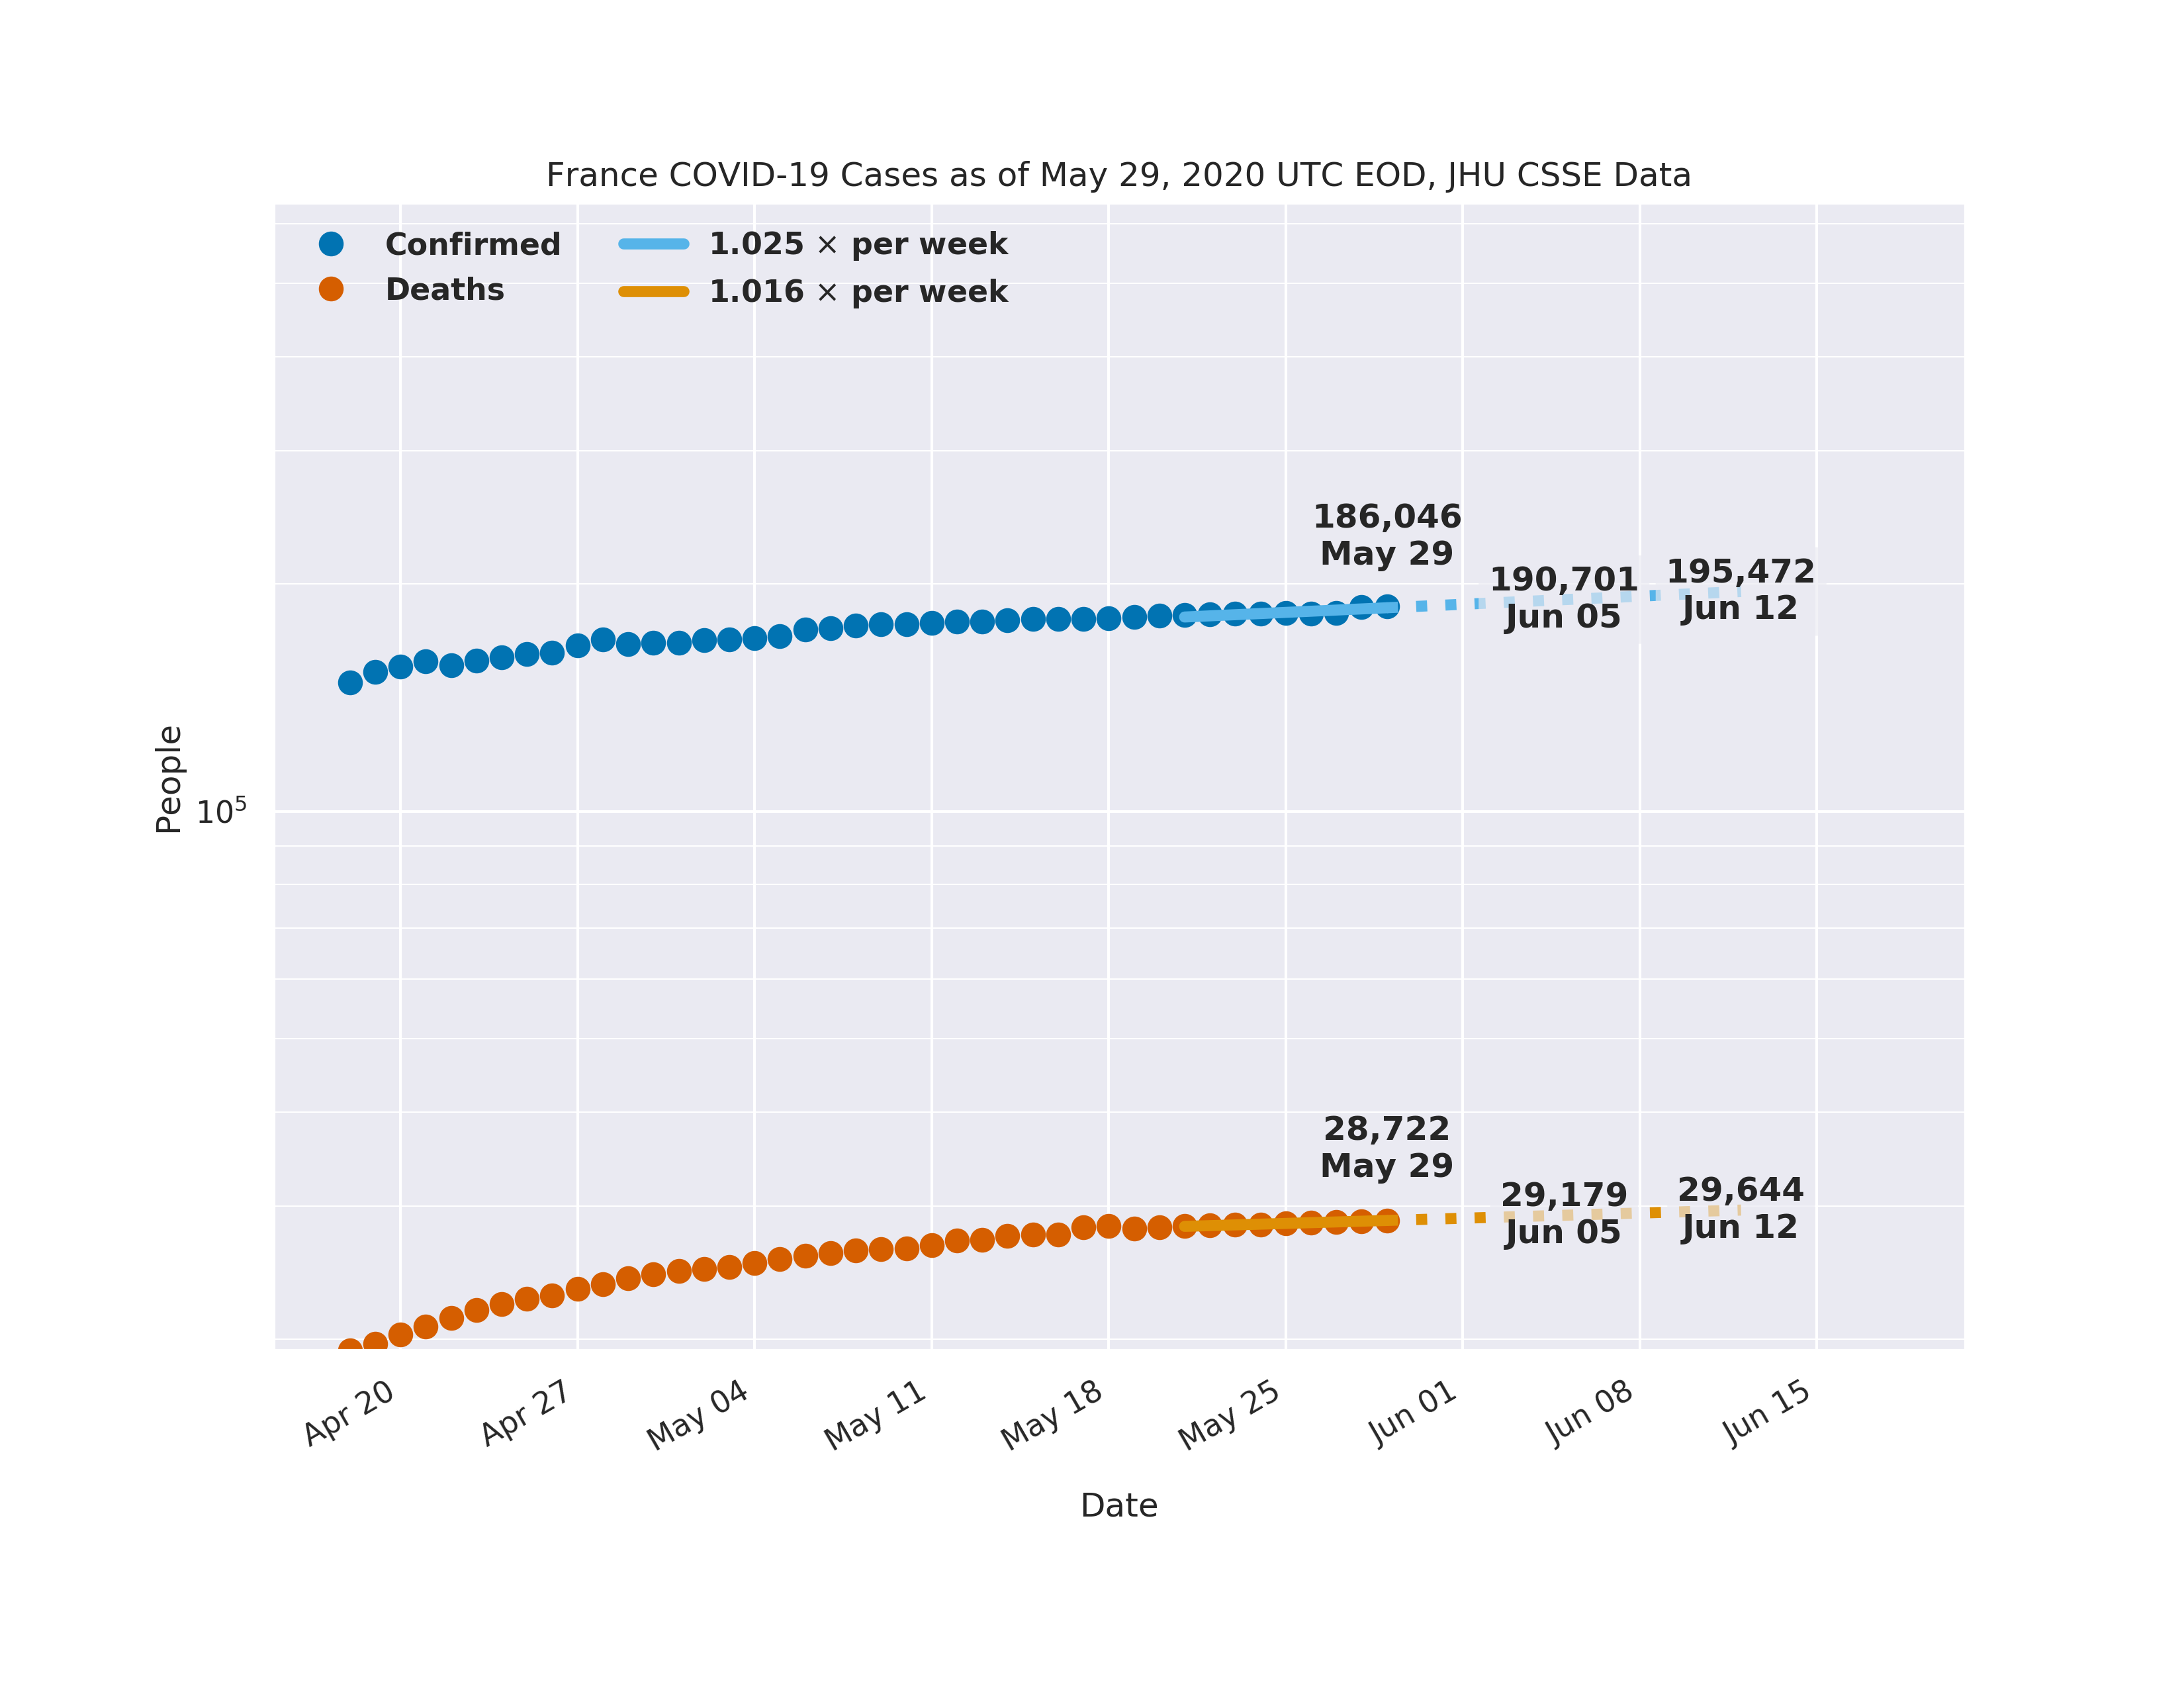 France COVID-19 Cases as of May 29, 2020 UTC EOD, JHU CSSE Data
Confirmed
Deaths
1.025 × per week
1.016 × per week
186,046
May 29
190,701
Jun 05
195,472
Jun 12
People
10⁵
28,722
May 29
29,179
Jun 05
29,644
Jun 12
Apr 20
Apr 27
May 04
May 11
May 18
May 25
Jun 01
Jun 08
Jun 15
Date